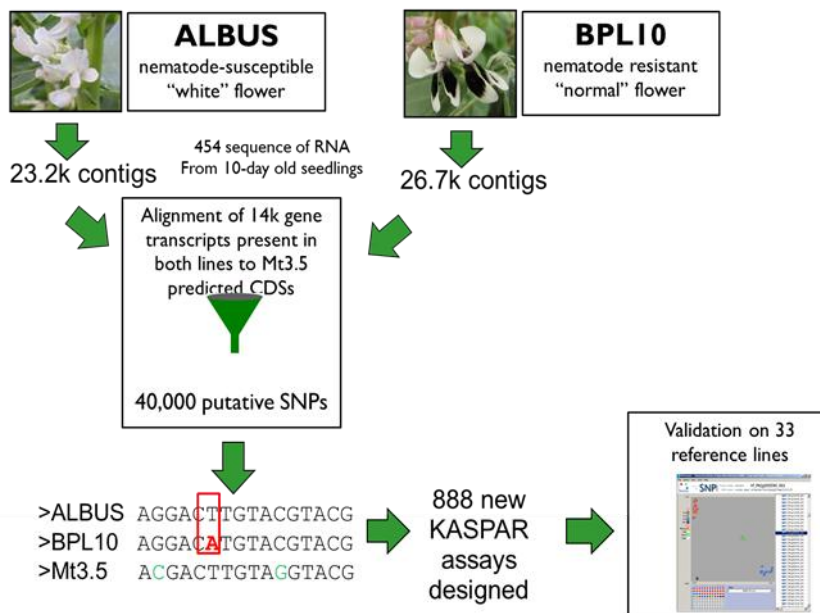 ALBUS
nematode-susceptible
“white” flower
BPL10
nematode resistant
“normal” flower
454 sequence of RNA
From 10-day old seedlings
23.2k contigs
26.7k contigs
Alignment of 14k gene
transcripts present in
both lines to Mt3.5
predicted CDSs
40,000 putative SNPs
>ALBUS AGGACTTGTACGTACG
>BPL10 AGGACATGTACGTACG
>Mt3.5 ACGACTTGTAGGTACG
888 new
KASPAR
assays
designed
Validation on 33
reference lines
SNP